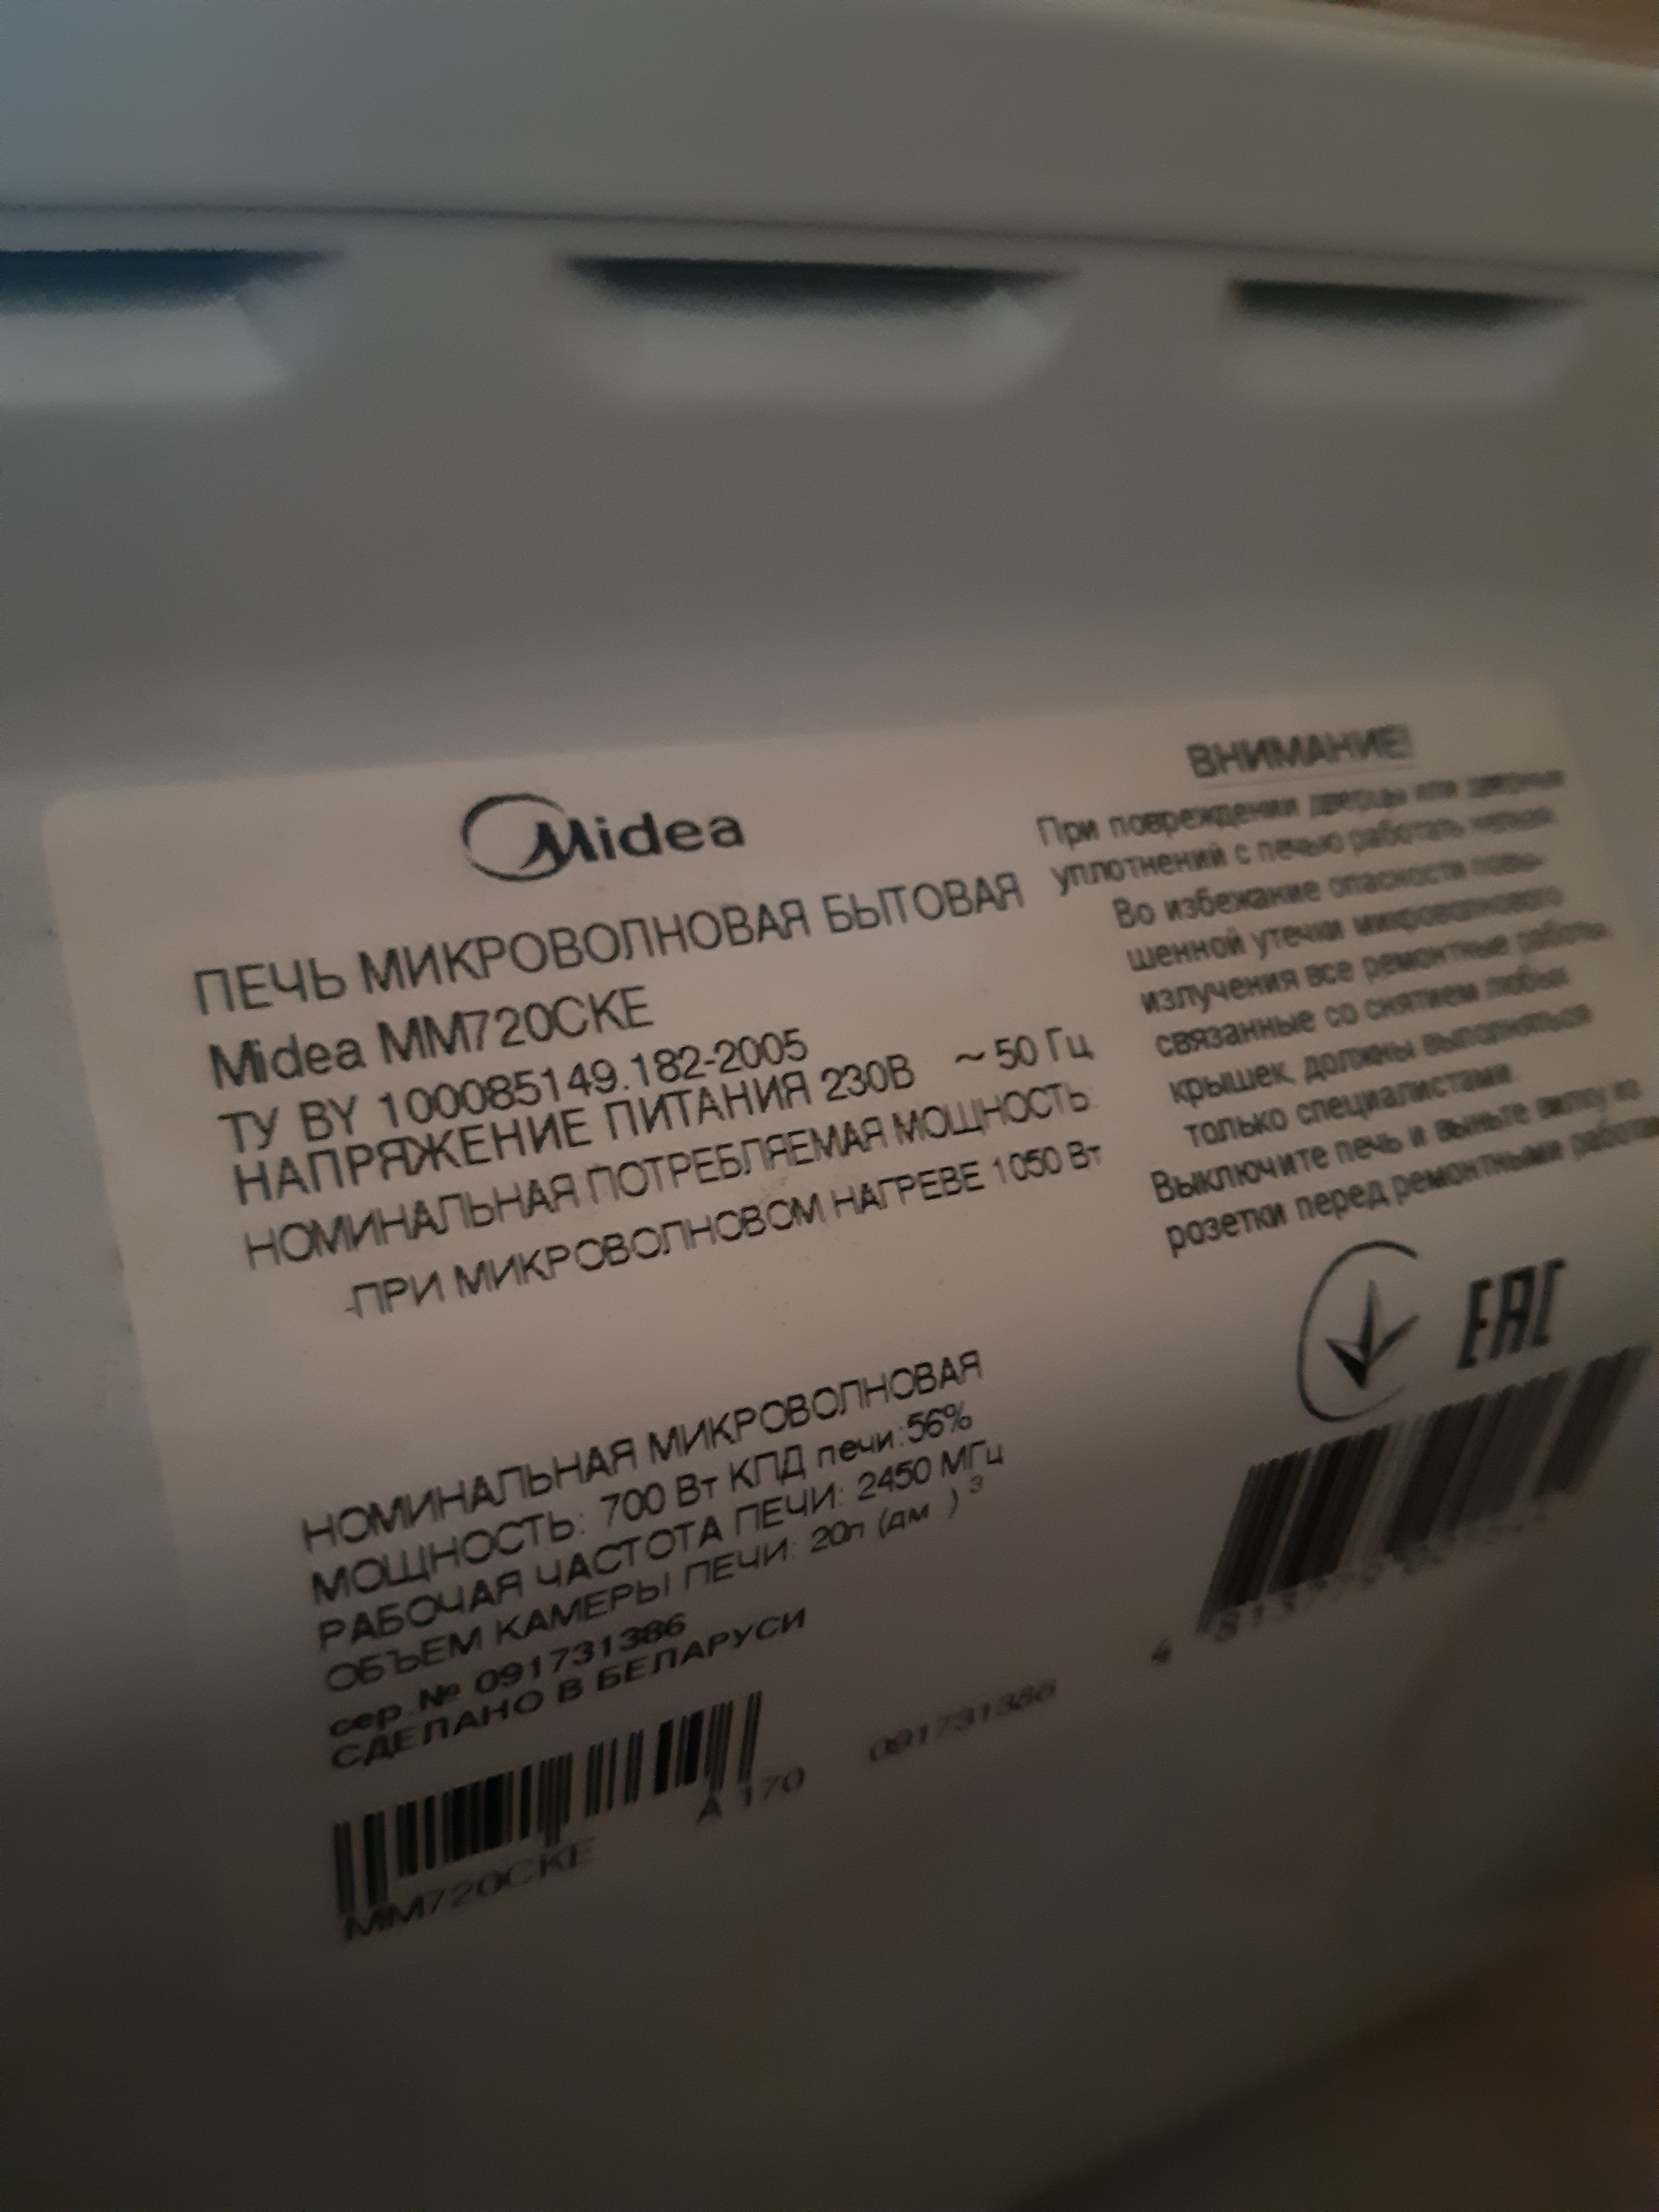 Midea
ПЕЧЬ МИКРОВОЛНОВАЯ БЫТОВАЯ
Midea MM720CKE
ТУ BY 100085149.182-2005
НАПРЯЖЕНИЕ ПИТАНИЯ 230В ~ 50 Гц
НОМИНАЛЬНАЯ ПОТРЕБЛЯЕМАЯ МОЩНОСТЬ:
-ПРИ МИКРОВОЛНОВОМ НАГРЕВЕ 1050 Вт
НОМИНАЛЬНАЯ МИКРОВОЛНОВАЯ
МОЩНОСТЬ: 700 Вт КПД печи:56%
РАБОЧАЯ ЧАСТОТА ПЕЧИ: 2450 МГц
ОБЪЕМ КАМЕРЫ ПЕЧИ: 20л (дм )³
сер.№ 091731386
СДЕЛАНО В БЕЛАРУСИ
MM720CKE
A 170
091731386
ВНИМАНИЕ!
При повреждении дверцы или дверных
уплотнений с печью работать нельзя.
Во избежание опасности повы-
шенной утечки микроволнового
излучения все ремонтные работы,
связанные со снятием любых
крышек, должны выполняться
только специалистами.
Выключите печь и выньте вилку из
розетки перед ремонтными работами
EAC
4